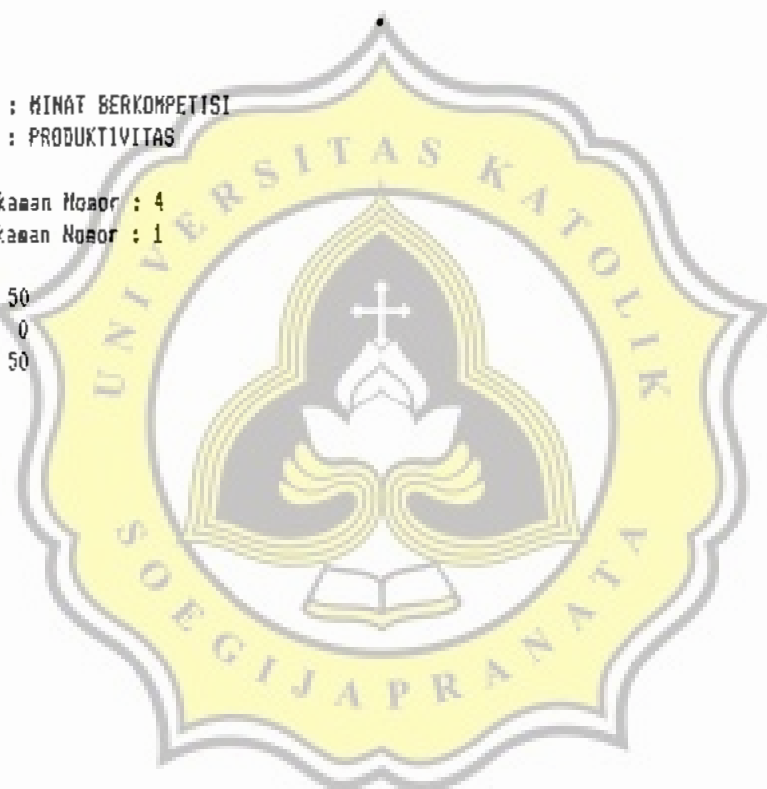 : MINAT BERKOMPETISI
: PRODUKTIVITAS
kaman Nomor : 4
kaman Nomor : 1
50
0
50
UNIVERSITAS KATOLIK
SOEGIJAPRANATA